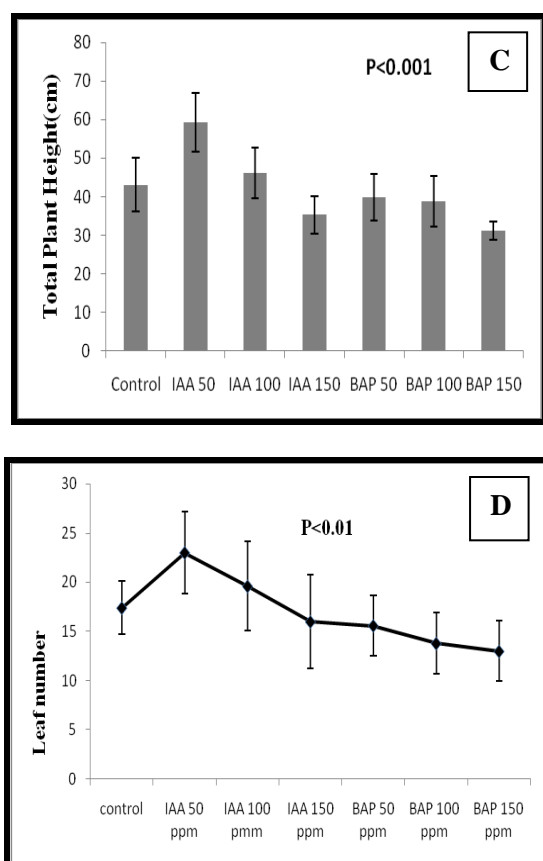 C
P<0.001
Total Plant Height(cm)
80
70
60
50
40
30
20
10
0
Control IAA 50 IAA 100 IAA 150 BAP 50 BAP 100 BAP 150
D
P<0.01
Leaf number
30
25
20
15
10
5
0
control IAA 50 IAA 100 IAA 150 BAP 50 BAP 100 BAP 150
ppm pmm ppm ppm ppm ppm